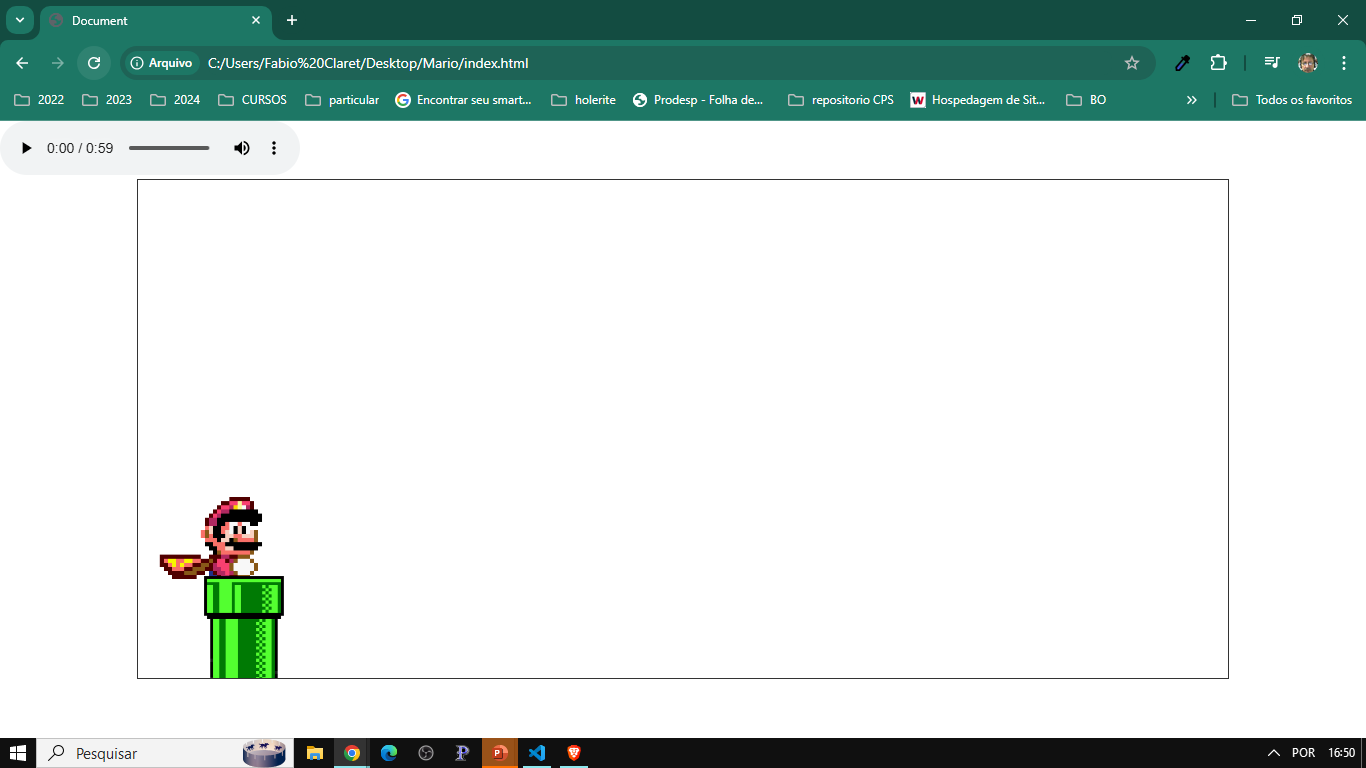 Document
Arquivo C:/Users/Fabio%20Claret/Desktop/Mario/index.html
2022 2023 2024 CURSOS particular Encontrar seu smart... holerite Prodesp - Folha de... repositorio CPS Hospedagem de Sit... BO » Todos os favoritos
0:00 / 0:59
Pesquisar POR 16:50